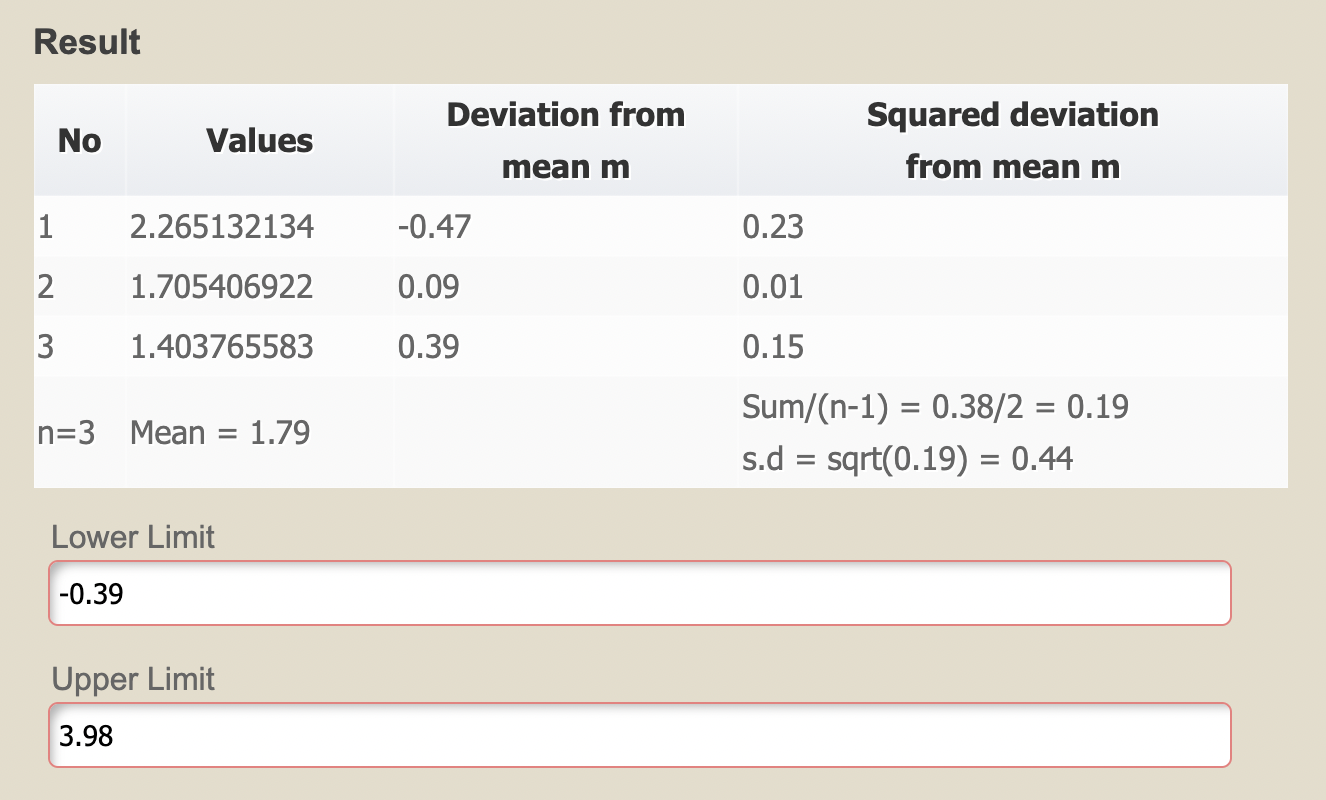 Result
No Values Deviation from mean m Squared deviation from mean m
1 2.265132134 -0.47 0.23
2 1.705406922 0.09 0.01
3 1.403765583 0.39 0.15
n=3 Mean = 1.79 Sum/(n-1) = 0.38/2 = 0.19
s.d = sqrt(0.19) = 0.44
Lower Limit
-0.39
Upper Limit
3.98